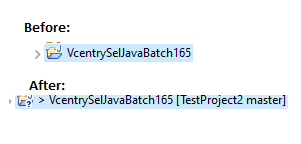 Before:
VcentrySelJavaBatch165
After:
> VcentrySelJavaBatch165 [TestProject2 master]